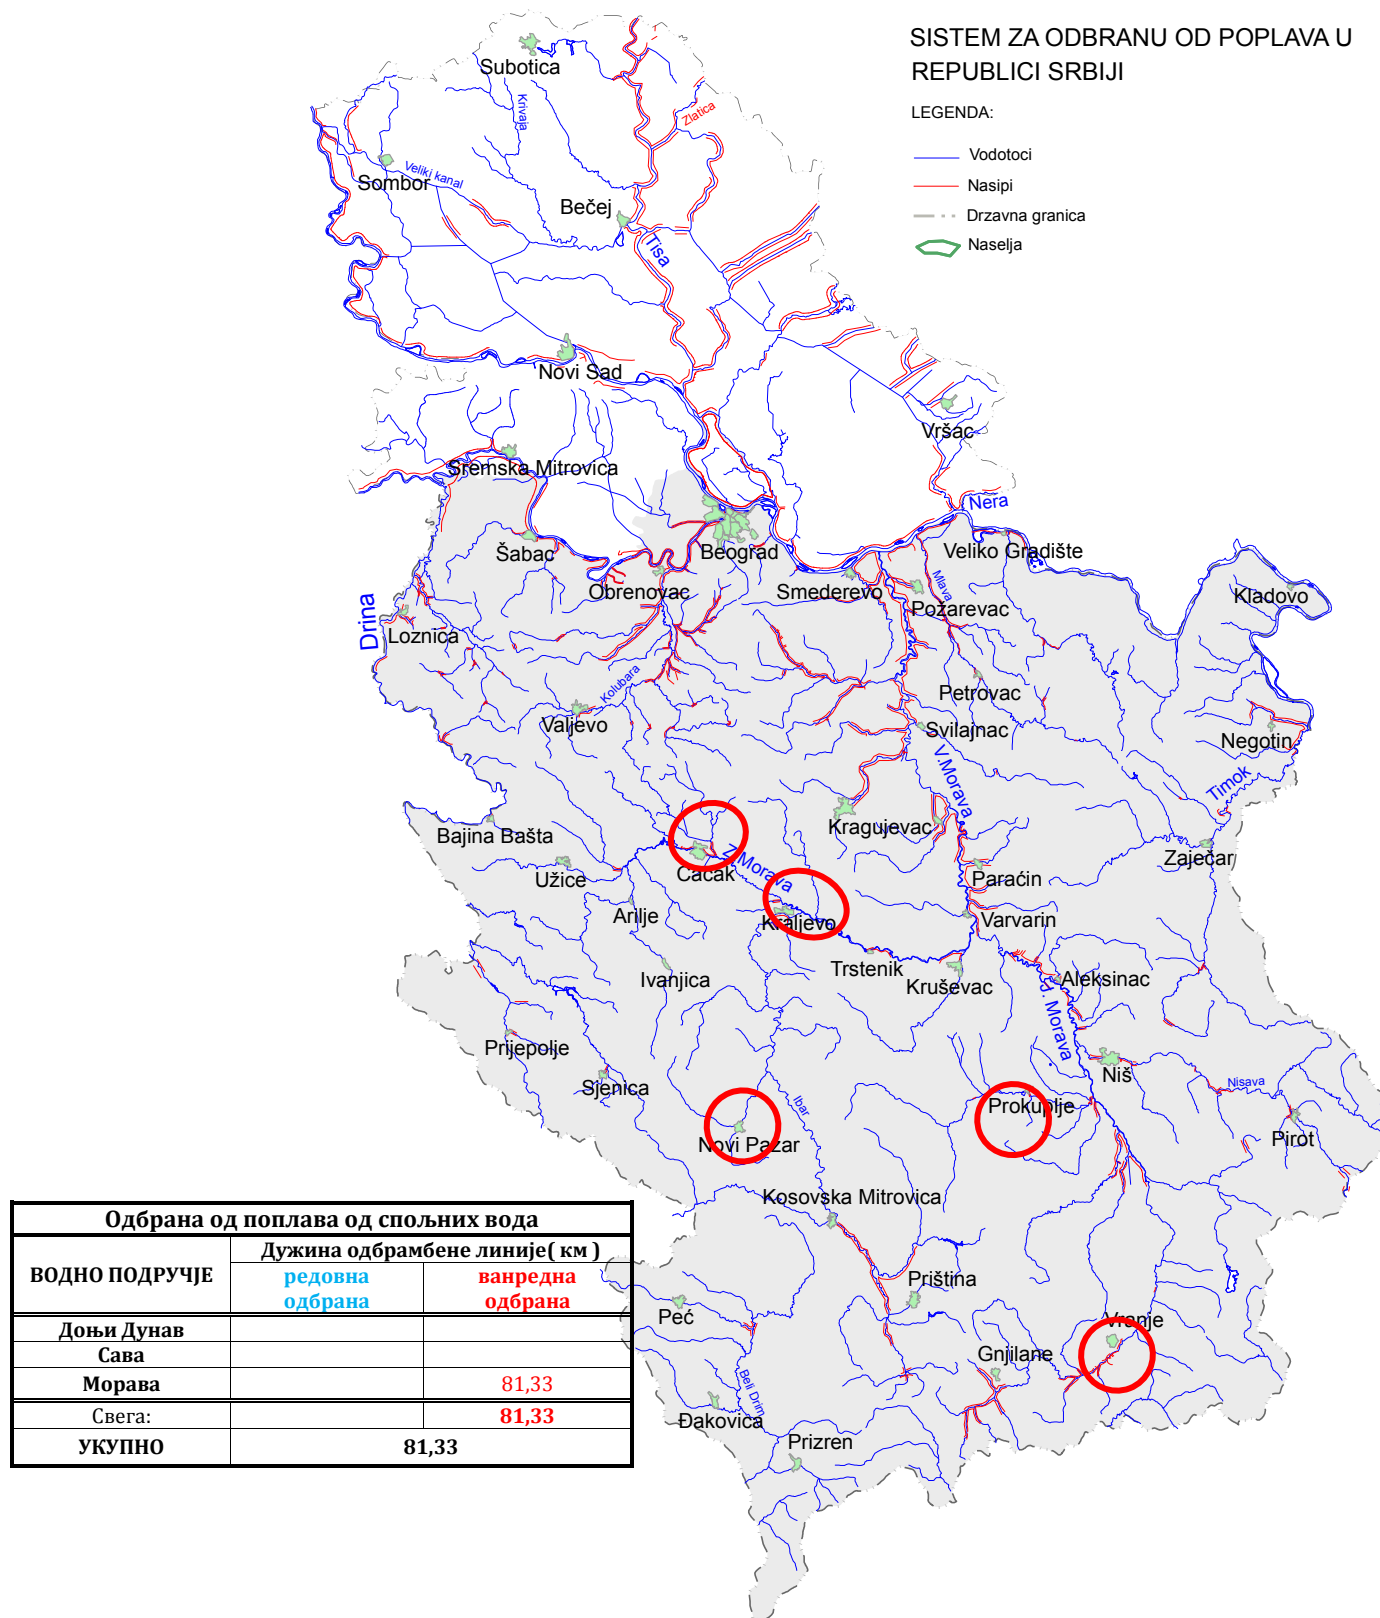 SISTEM ZA ODBRANU OD POPLAVA U
REPUBLICI SRBIJI
LEGENDA:
Vodotoci
Nasipi
Drzavna granica
Naselja
Subotica
Krivaja
Zlatica
Sombor
Veliki kanal
Bečej
Tisa
Novi Sad
Vršac
Sremska Mitrovica
Nera
Šabac
Beograd
Veliko Gradište
Obrenovac
Smederevo
Mlava
Požarevac
Kladovo
Drina
Loznica
Kolubara
Petrovac
Valjevo
Svilajnac
Negotin
V.Morava
Timok
Bajina Bašta
Kragujevac
Zaječar
Užice
Čačak
Z.Morava
Paraćin
Arilje
Kraljevo
Varvarin
Ivanjica
Trstenik
Kruševac
Aleksinac
J. Morava
Prijepolje
Sjenica
Niš
Nisava
Ibar
Prokuplje
Pirot
Novi Pazar
Kosovska Mitrovica
Priština
Peć
Vranje
Gnjilane
Beli Drim
Đakovica
Prizren
Одбрана од поплава од спољних вода
ВОДНО ПОДРУЧЈЕ
Дужина одбрамбене линије( км )
редовна одбрана
ванредна одбрана
Доњи Дунав
Сава
Морава 81,33
Свега: 81,33
УКУПНО 81,33